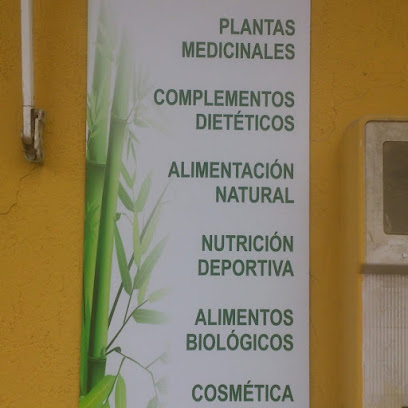 PLANTAS
MEDICINALES
COMPLEMENTOS
DIETÉTICOS
ALIMENTACIÓN
NATURAL
NUTRICIÓN
DEPORTIVA
ALIMENTOS
BIOLÓGICOS
COSMÉTICA